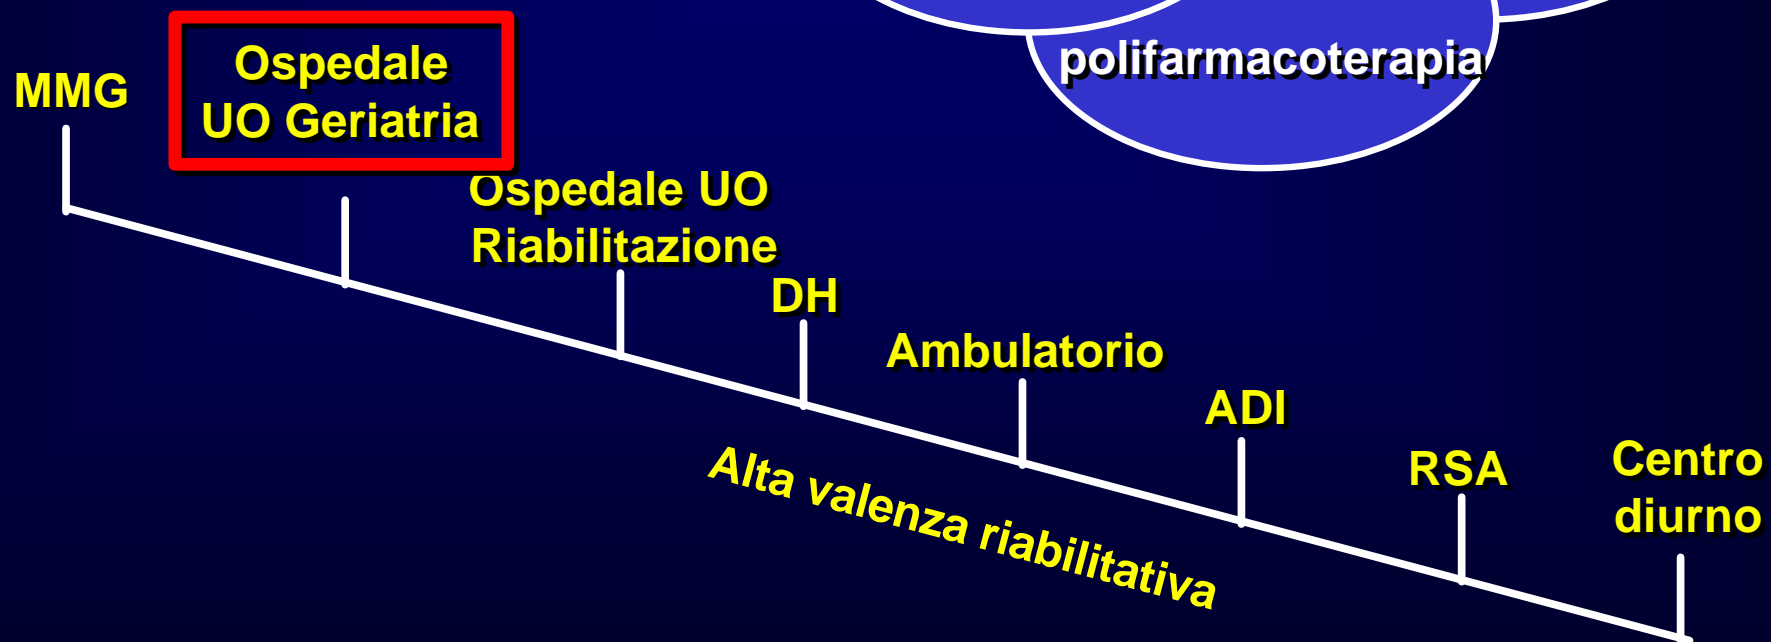 polifarmacoterapia
MMG
Ospedale
UO Geriatria
Ospedale UO
Riabilitazione
DH
Ambulatorio
ADI
RSA
Centro
diurno
Alta valenza riabilitativa